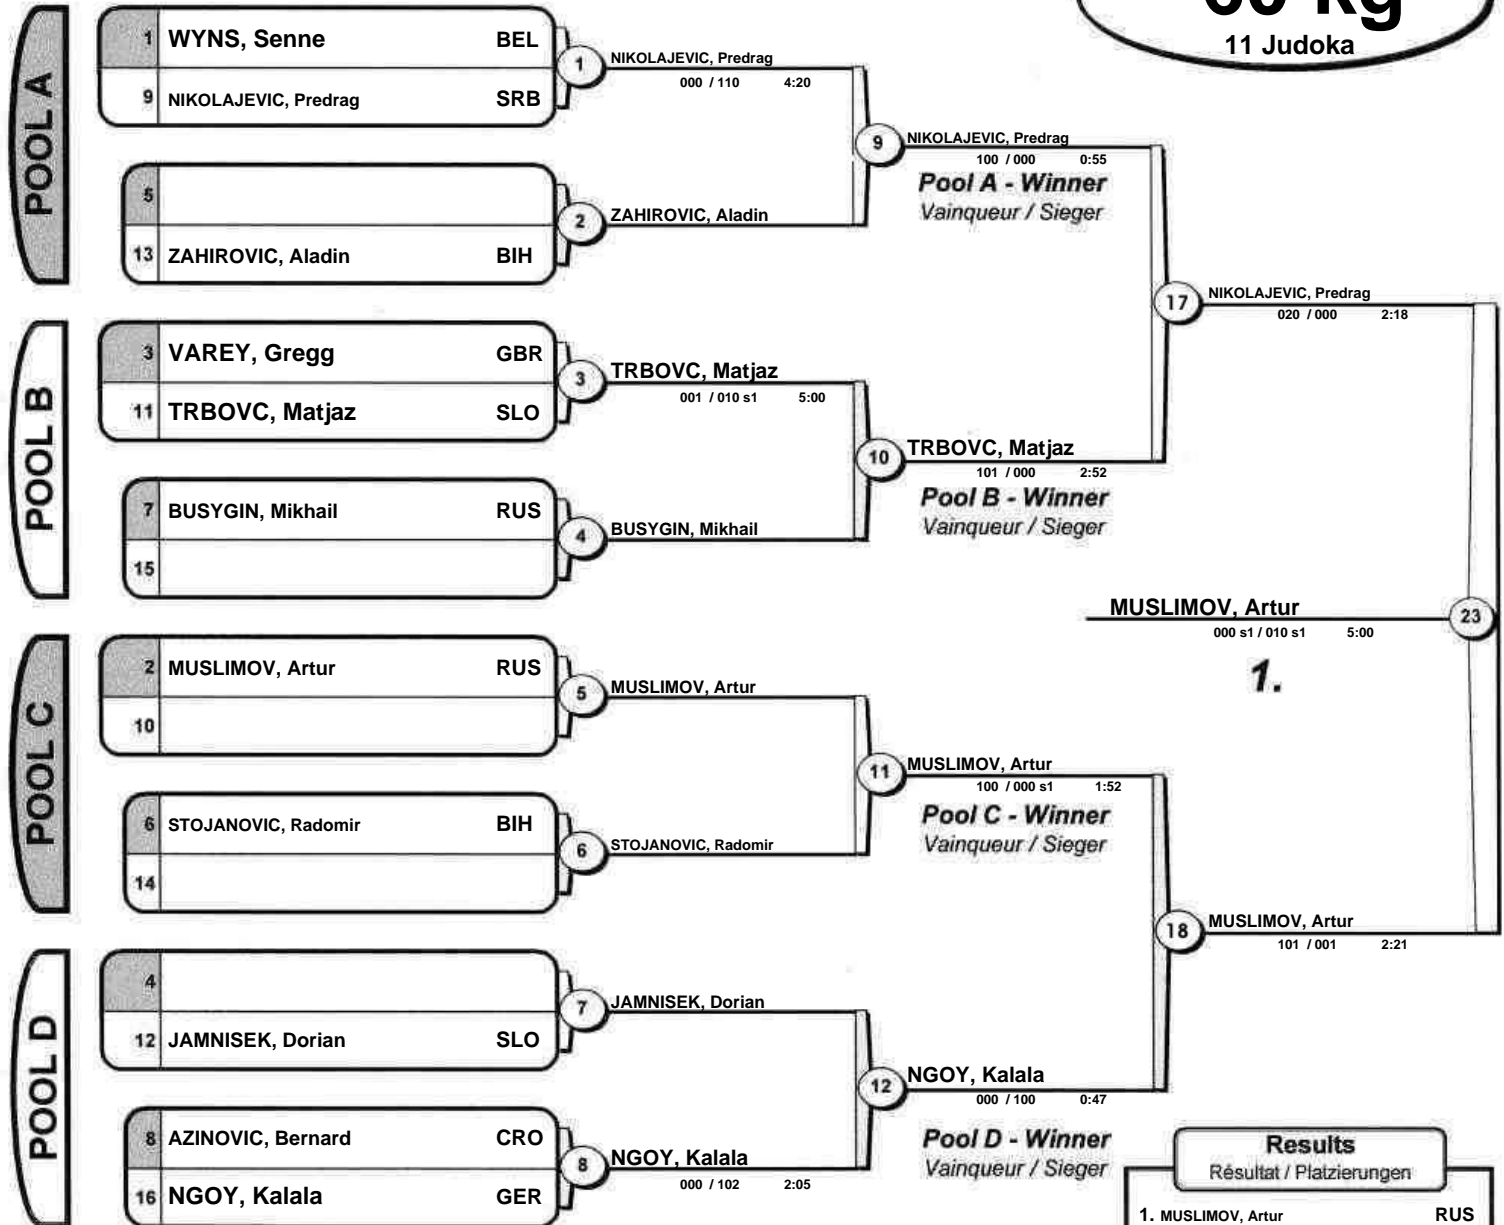 11 Judoka
POOL A
1 WYNS, Senne BEL
9 NIKOLAJEVIC, Predrag SRB
1 NIKOLAJEVIC, Predrag
000 / 110 4:20
5
13 ZAHIROVIC, Aladin BIH
2 ZAHIROVIC, Aladin
9 NIKOLAJEVIC, Predrag
100 / 000 0:55
Pool A - Winner
Vainqueur / Sieger
POOL B
3 VAREY, Gregg GBR
11 TRBOVC, Matjaz SLO
3 TRBOVC, Matjaz
001 / 010 s1 5:00
7 BUSYGIN, Mikhail RUS
15
4 BUSYGIN, Mikhail
10 TRBOVC, Matjaz
101 / 000 2:52
Pool B - Winner
Vainqueur / Sieger
17 NIKOLAJEVIC, Predrag
020 / 000 2:18
POOL C
2 MUSLIMOV, Artur RUS
10
5 MUSLIMOV, Artur
6 STOJANOVIC, Radomir BIH
14
6 STOJANOVIC, Radomir
11 MUSLIMOV, Artur
100 / 000 s1 1:52
Pool C - Winner
Vainqueur / Sieger
POOL D
4
12 JAMNISEK, Dorian SLO
7 JAMNISEK, Dorian
8 AZINOVIC, Bernard CRO
16 NGOY, Kalala GER
8 NGOY, Kalala
000 / 102 2:05
12 NGOY, Kalala
000 / 100 0:47
Pool D - Winner
Vainqueur / Sieger
18 MUSLIMOV, Artur
101 / 001 2:21
MUSLIMOV, Artur 23
000 s1 / 010 s1 5:00
1.
Results
Résultat / Platzierungen
1. MUSLIMOV, Artur RUS